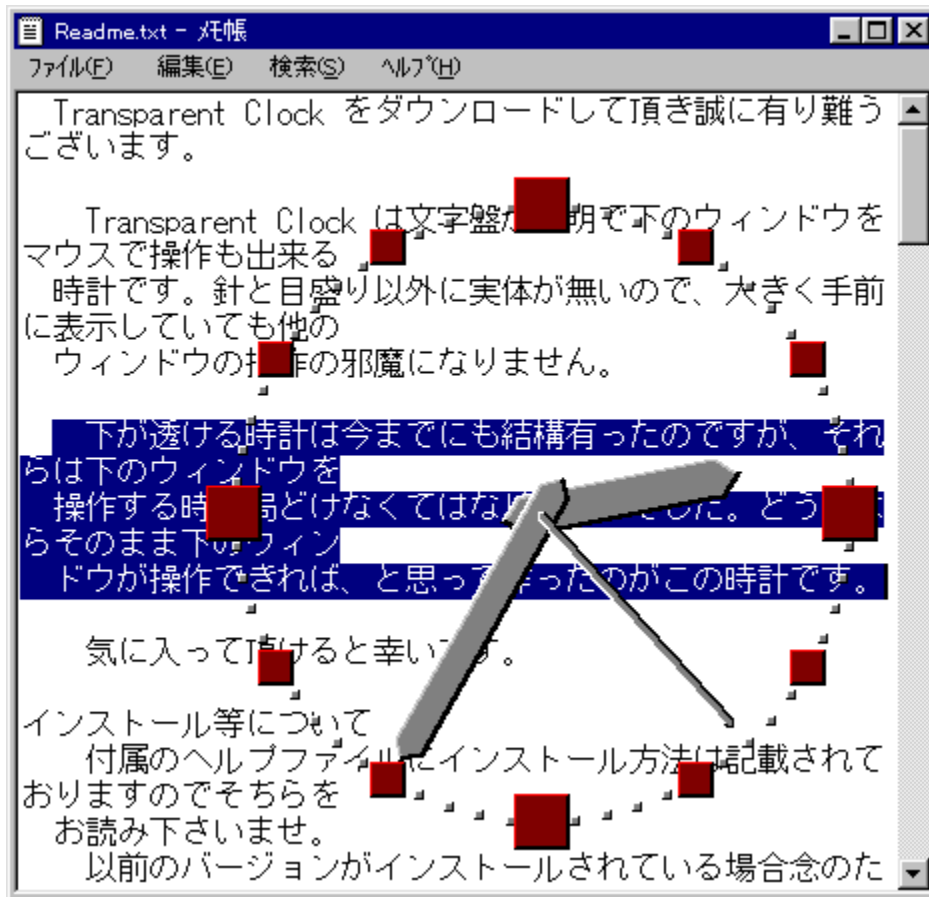 Readme.txt - メモ帳
ファイル(F) 編集(E) 検索(S) ヘルプ(H)
Transparent Clock をダウンロードして頂き誠に有り難う
ございます。
Transparent Clock は文字盤が 明で下のウィンドウを
マウスで操作も出来る
時計です。針と目盛り以外に実体が無いので、大きく手前
に表示していても他の
ウィンドウの操作の邪魔になりません。
下が透ける時計は今までにも結構有ったのですが、それ
らは下のウィンドウを
操作する時 局どけなくてはな した。どう
らそのまま下のウィン
ドウが操作できれば、と思って作ったのがこの時計です。
気に入って頂けると幸いです。
インストール等について
付属のヘルプファイルにインストール方法は記載されて
おりますのでそちらを
お読み下さいませ。
以前のバージョンがインストールされている場合念のた